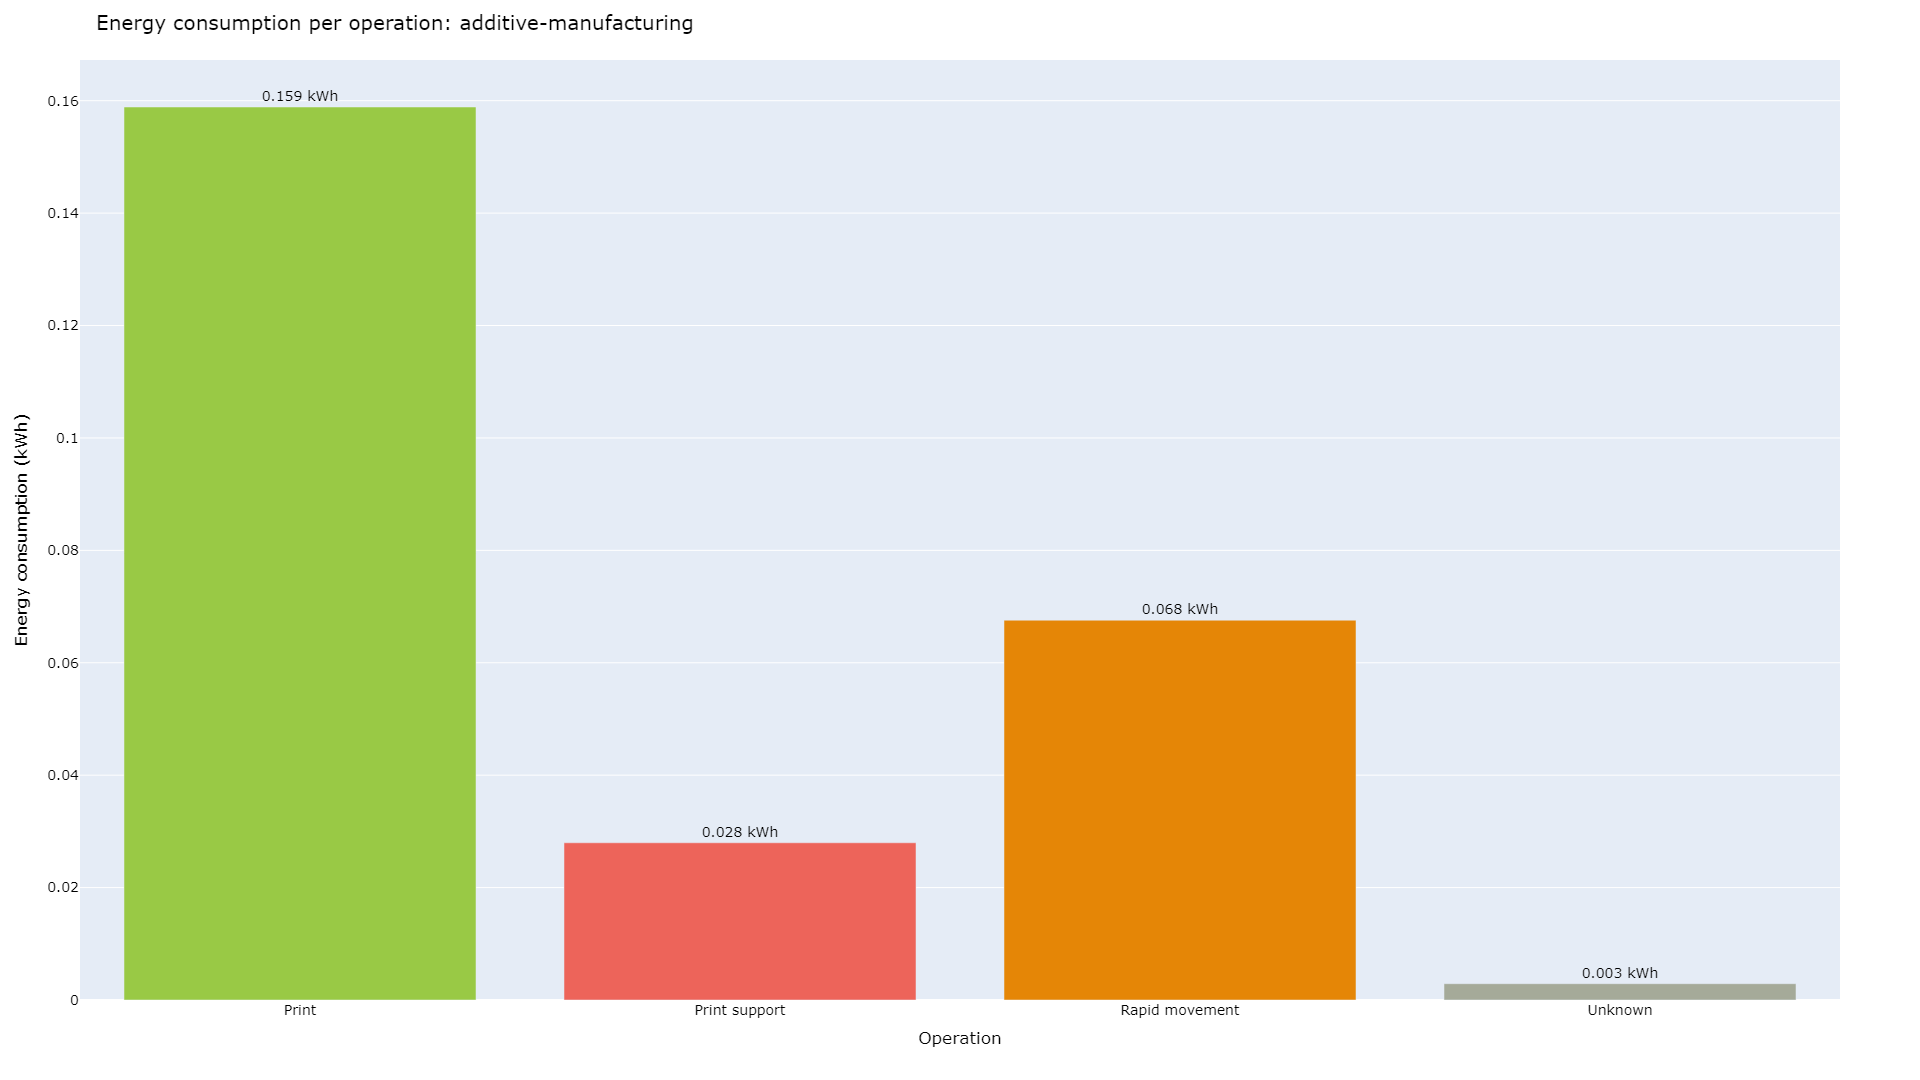 Energy consumption per operation: additive-manufacturing
0.159 kWh
0.16
0.14
0.12
0.1
0.08
0.068 kWh
0.06
0.04
0.028 kWh
0.02
0.003 kWh
0
Energy consumption (kWh)
Print
Print support
Rapid movement
Unknown
Operation